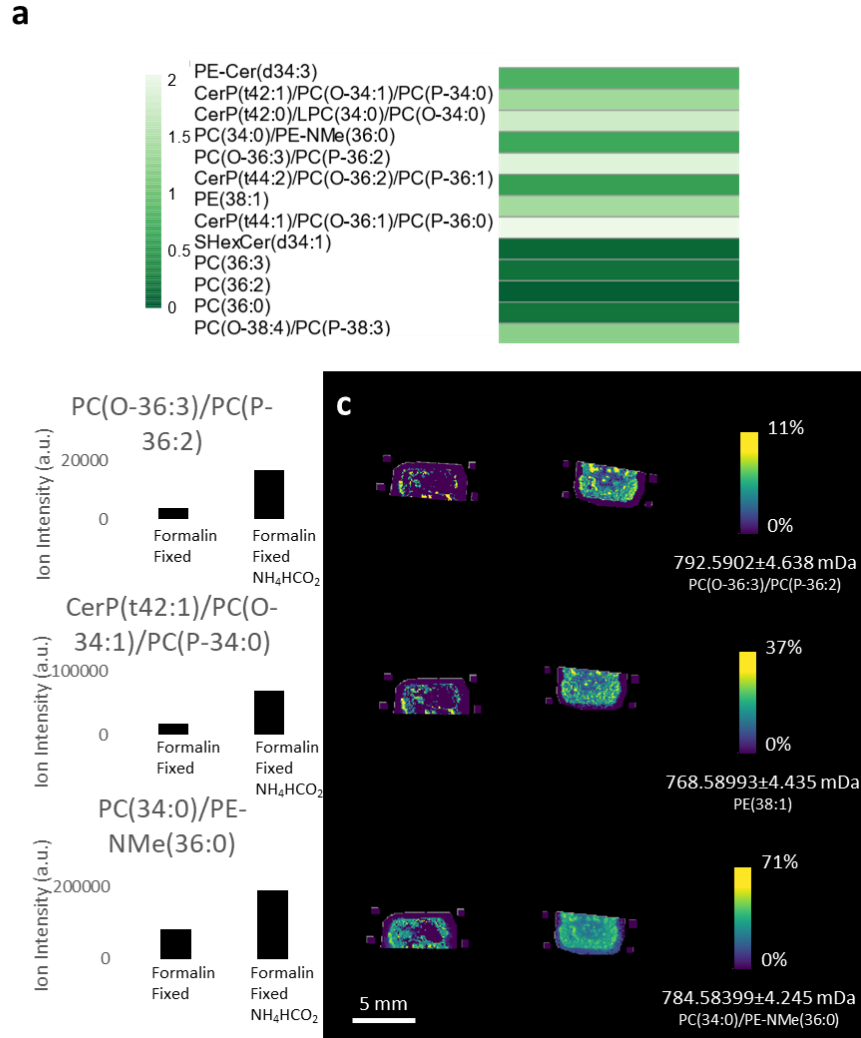 a
2
1.5
1
0.5
0
PE-Cer(d34:3)
CerP(t42:1)/PC(O-34:1)/PC(P-34:0)
CerP(t42:0)/LPC(34:0)/PC(O-34:0)
PC(34:0)/PE-NMe(36:0)
PC(O-36:3)/PC(P-36:2)
CerP(t44:2)/PC(O-36:2)/PC(P-36:1)
PE(38:1)
CerP(t44:1)/PC(O-36:1)/PC(P-36:0)
SHexCer(d34:1)
PC(36:3)
PC(36:2)
PC(36:0)
PC(O-38:4)/PC(P-38:3)
PC(O-36:3)/PC(P-
36:2)
Ion Intensity (a.u.)
20000
0
Formalin
Fixed
Formalin
Fixed
NH₄HCO₂
CerP(t42:1)/PC(O-
34:1)/PC(P-34:0)
Ion Intensity (a.u.)
100000
0
Formalin
Fixed
Formalin
Fixed
NH₄HCO₂
PC(34:0)/PE-
NMe(36:0)
Ion Intensity (a.u.)
200000
0
Formalin
Fixed
Formalin
Fixed
NH₄HCO₂
c
11%
0%
792.5902±4.638 mDa
PC(O-36:3)/PC(P-36:2)
37%
0%
768.58993±4.435 mDa
PE(38:1)
71%
0%
784.58399±4.245 mDa
PC(34:0)/PE-NMe(36:0)
5 mm